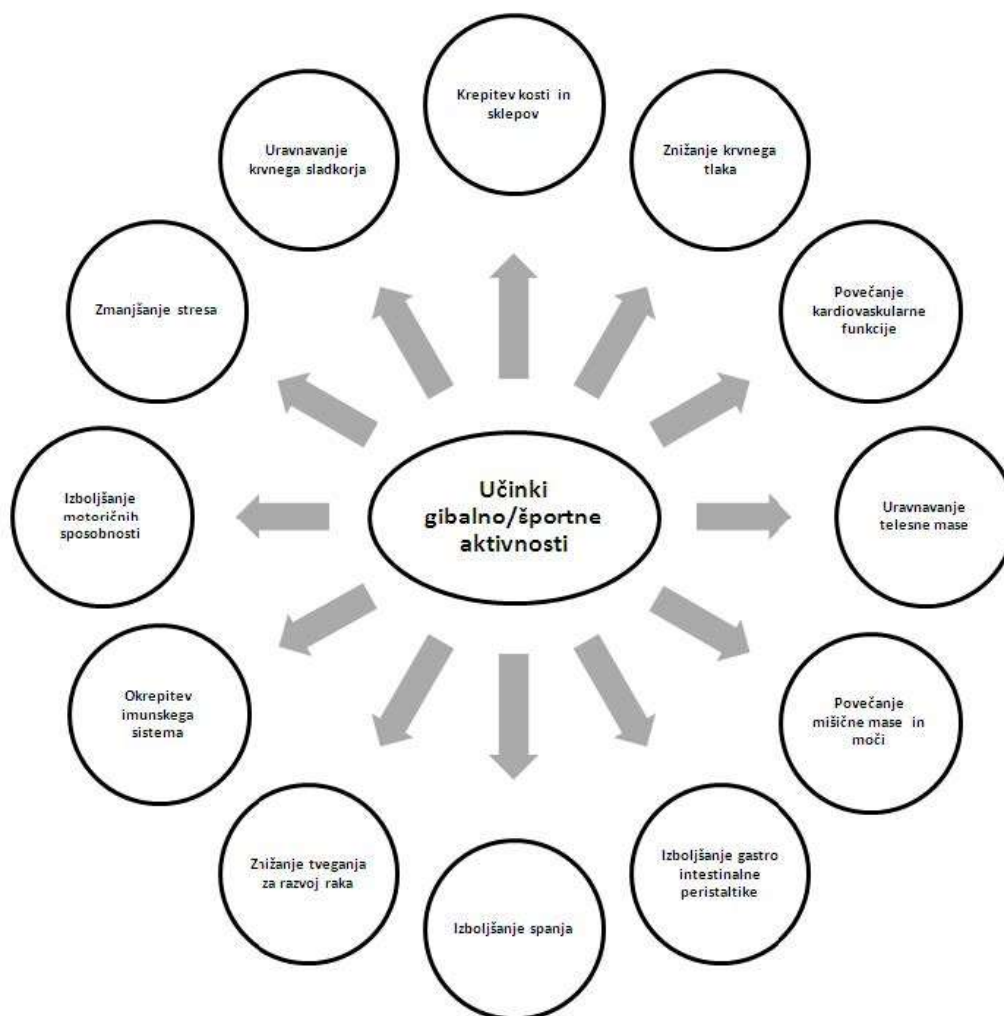 Krepitev kosti in
sklepov
Znižanje krvnega
tlaka
Povečanje
kardiovaskularne
funkcije
Uravnavanje
telesne mase
Povečanje
mišične mase in
moči
Izboljšanje gastro
intestinalne
peristaltike
Izboljšanje spanja
Znižanje tveganja
za razvoj raka
Okrepitev
imunskega
sistema
Izboljšanje
motoričnih
sposobnosti
Zmanjšanje stresa
Uravnavanje
krvnega sladkorja
Učinki
gibalno/športne
aktivnosti